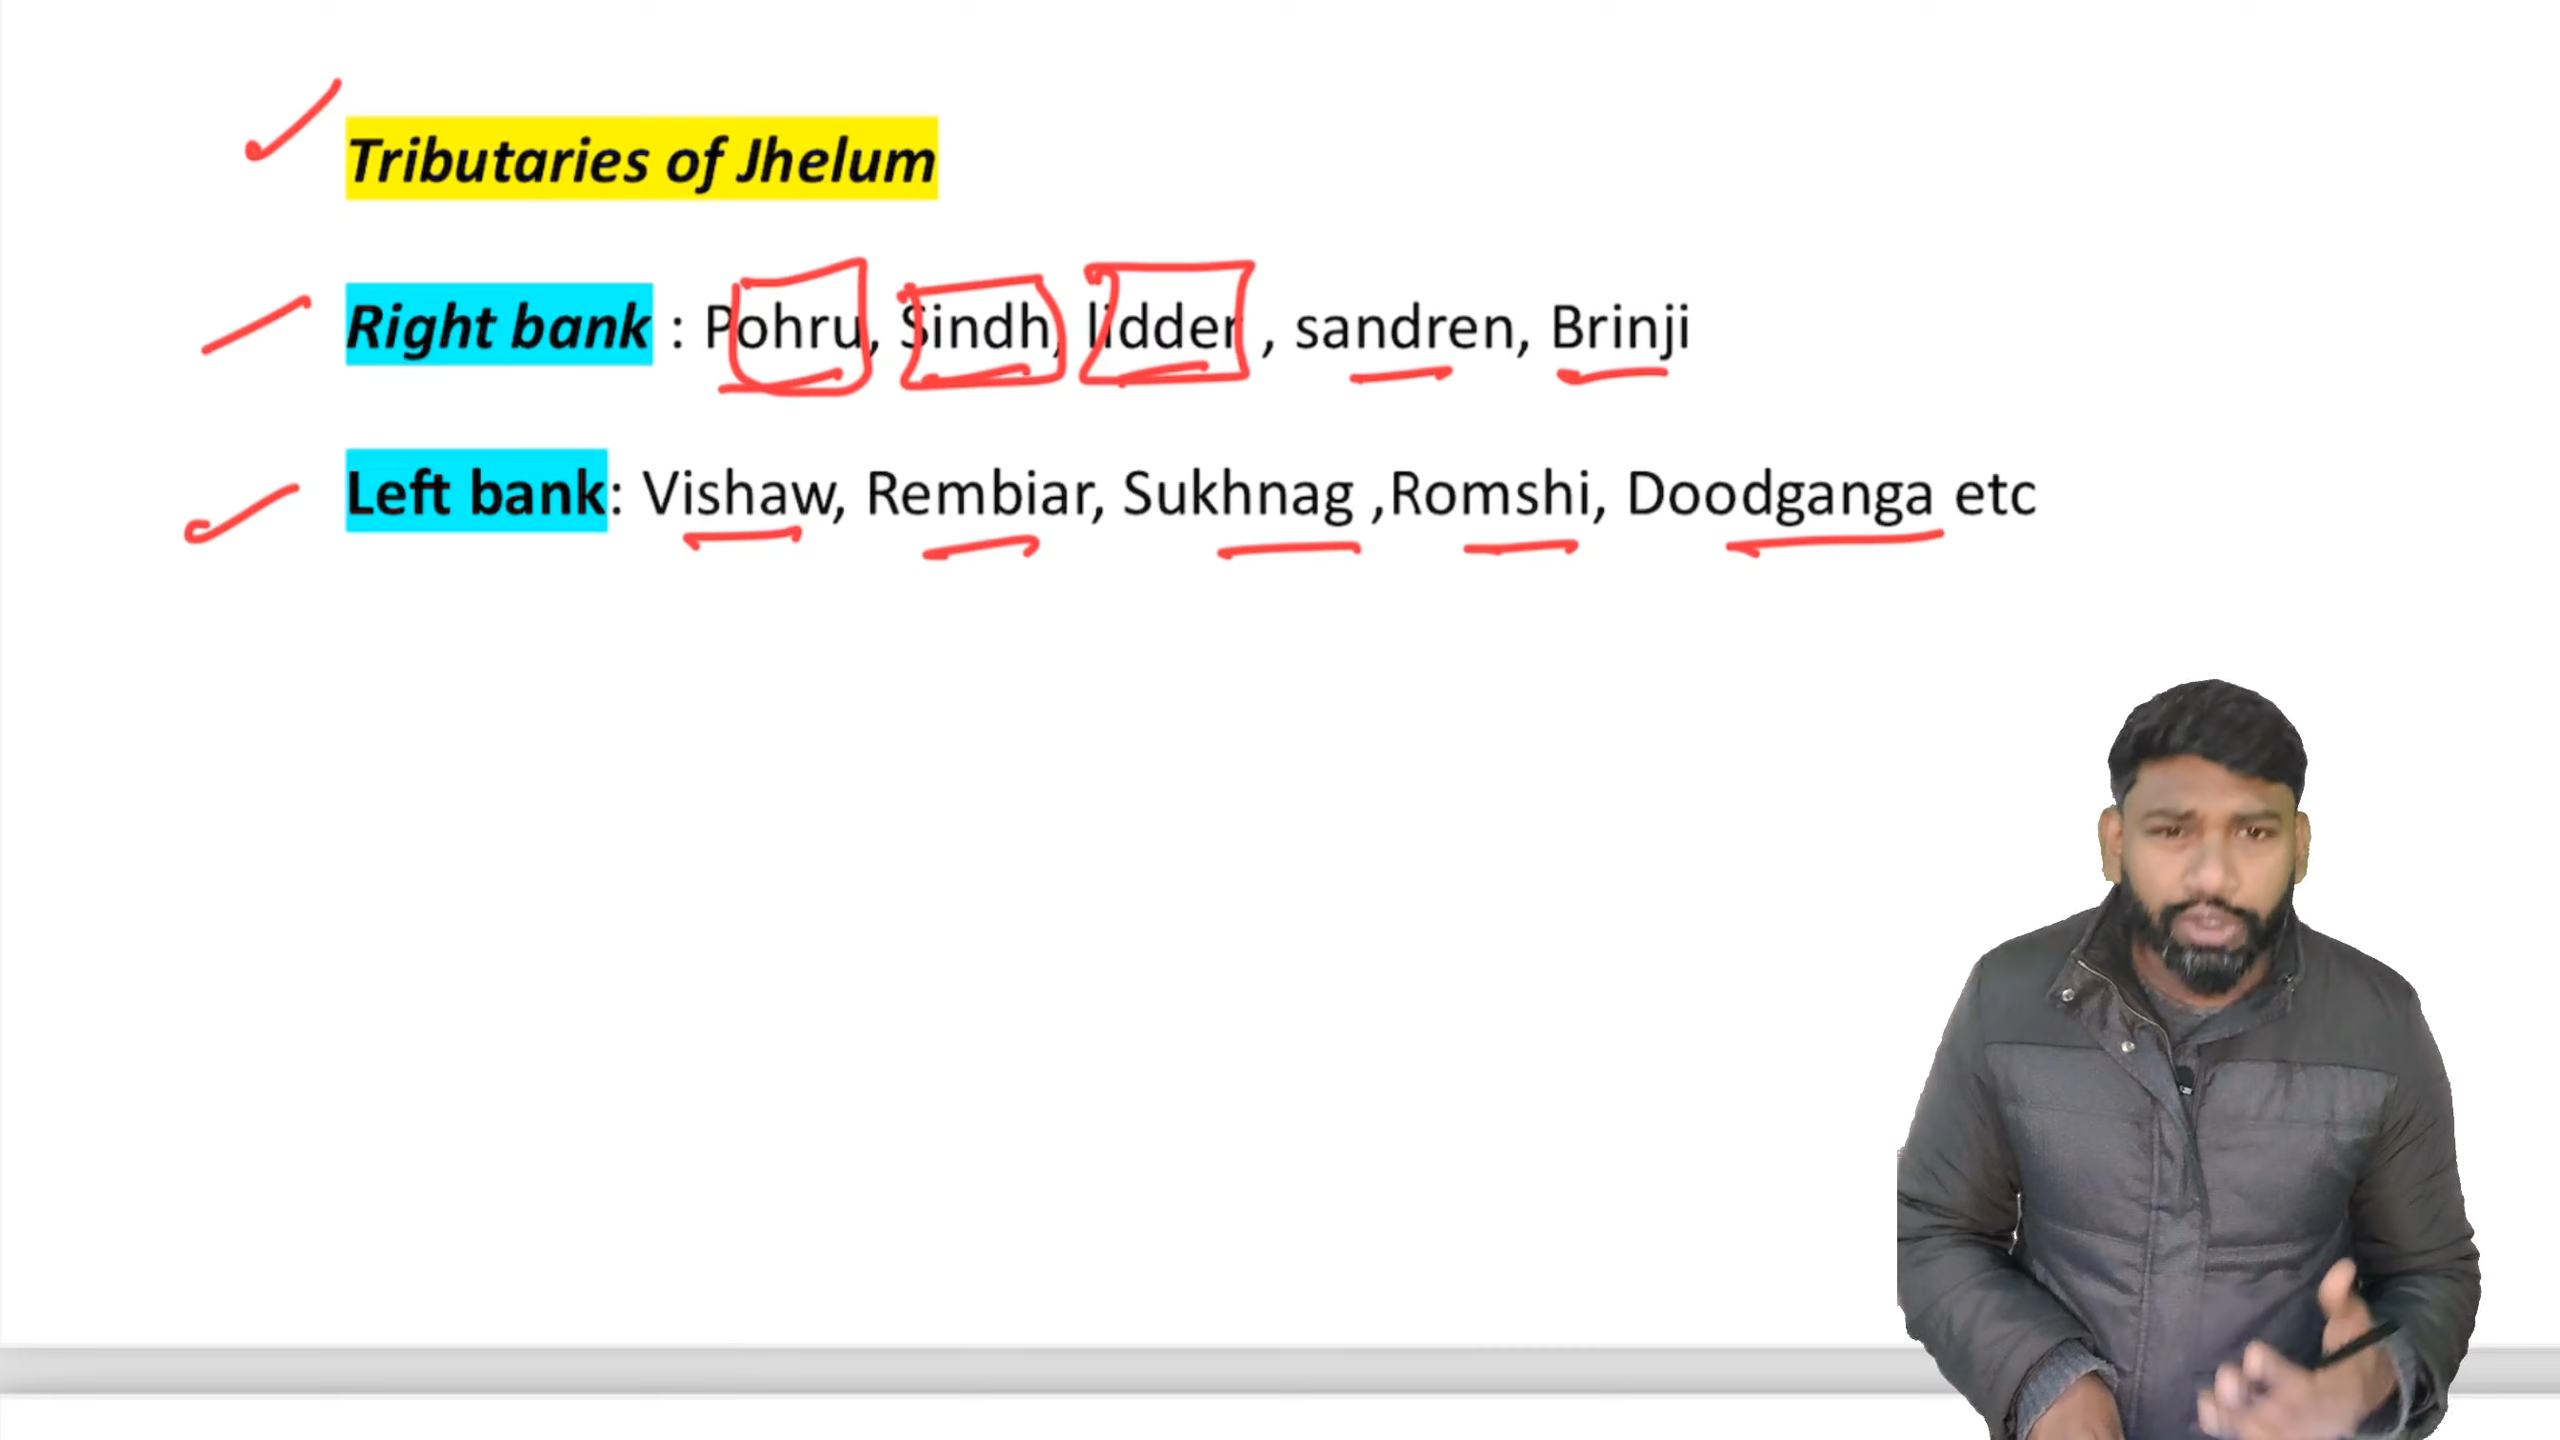 Tributaries of Jhelum
Right bank : Pohru, Sindh, lidder , sandren, Brinji
Left bank: Vishaw, Rembiar, Sukhnag ,Romshi, Doodganga etc